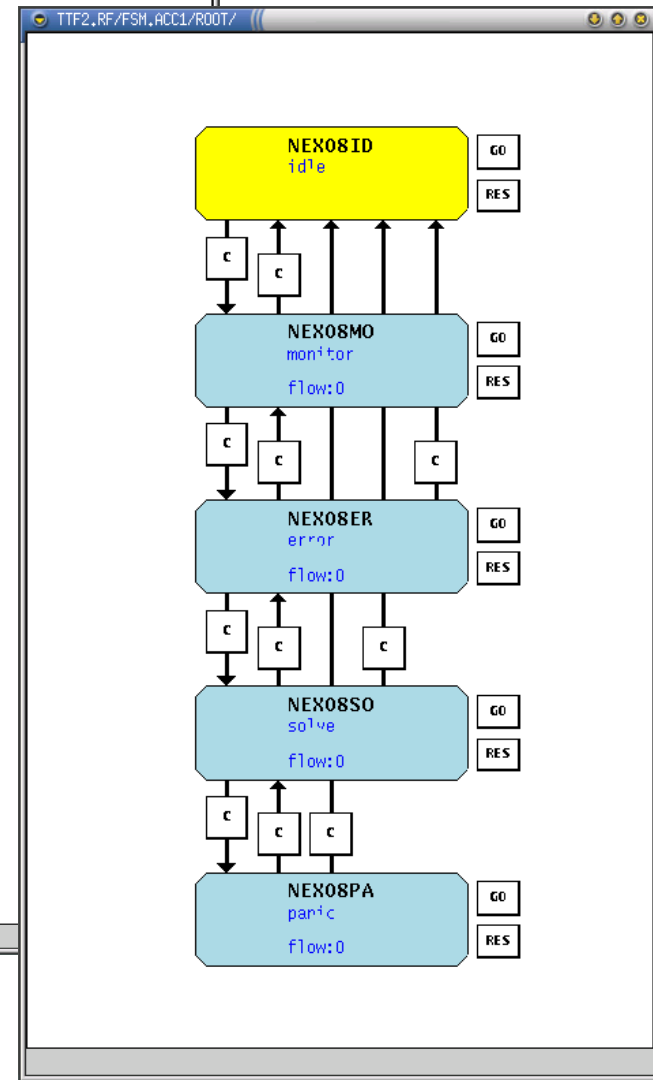 TTF2.RF/FSM.ACC1/ROOT/
NEX08ID
idle
GO
RES
C
C
NEX08MO
monitor
flow:0
GO
RES
C
C
C
NEX08ER
error
flow:0
GO
RES
C
C
C
NEX08SO
solve
flow:0
GO
RES
C
C
C
NEX08PA
panic
flow:0
GO
RES